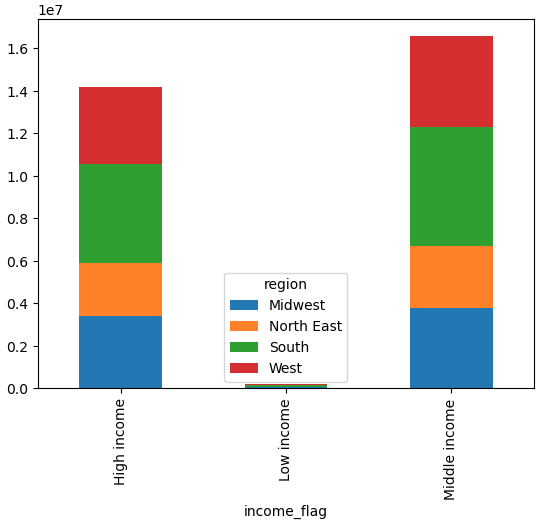 1e7
1.6
1.4
1.2
1.0
0.8
0.6
0.4
0.2
0.0
region
Midwest
North East
South
West
High income
Low income
Middle income
income_flag